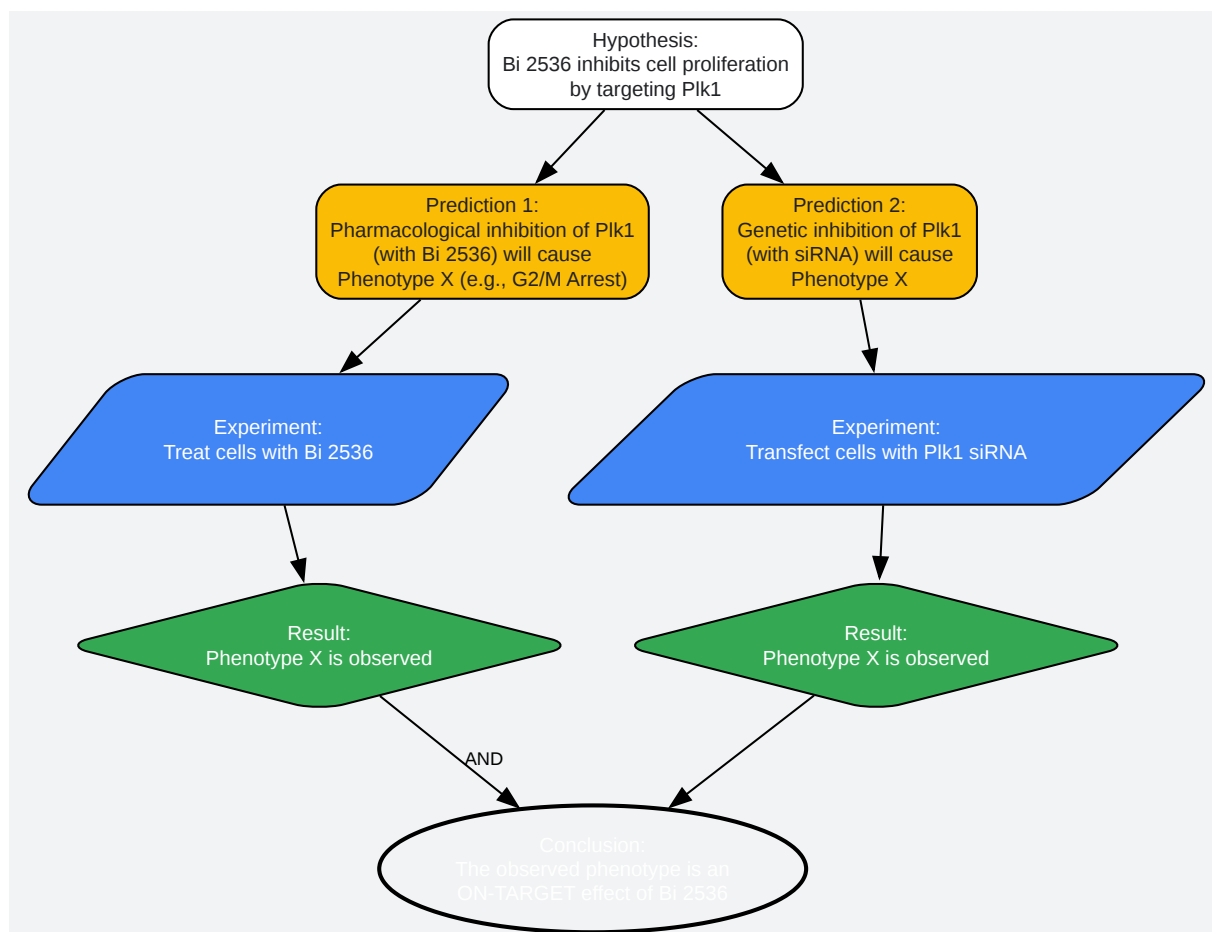 Hypothesis:
Bi 2536 inhibits cell proliferation
by targeting Plk1
Prediction 1:
Pharmacological inhibition of Plk1
(with Bi 2536) will cause
Phenotype X (e.g., G2/M Arrest)
Prediction 2:
Genetic inhibition of Plk1
(with siRNA) will cause
Phenotype X
Experiment:
Treat cells with Bi 2536
Experiment:
Transfect cells with Plk1 siRNA
Result:
Phenotype X is observed
Result:
Phenotype X is observed
AND
Conclusion:
The observed phenotype is an
ON-TARGET effect of Bi 2536